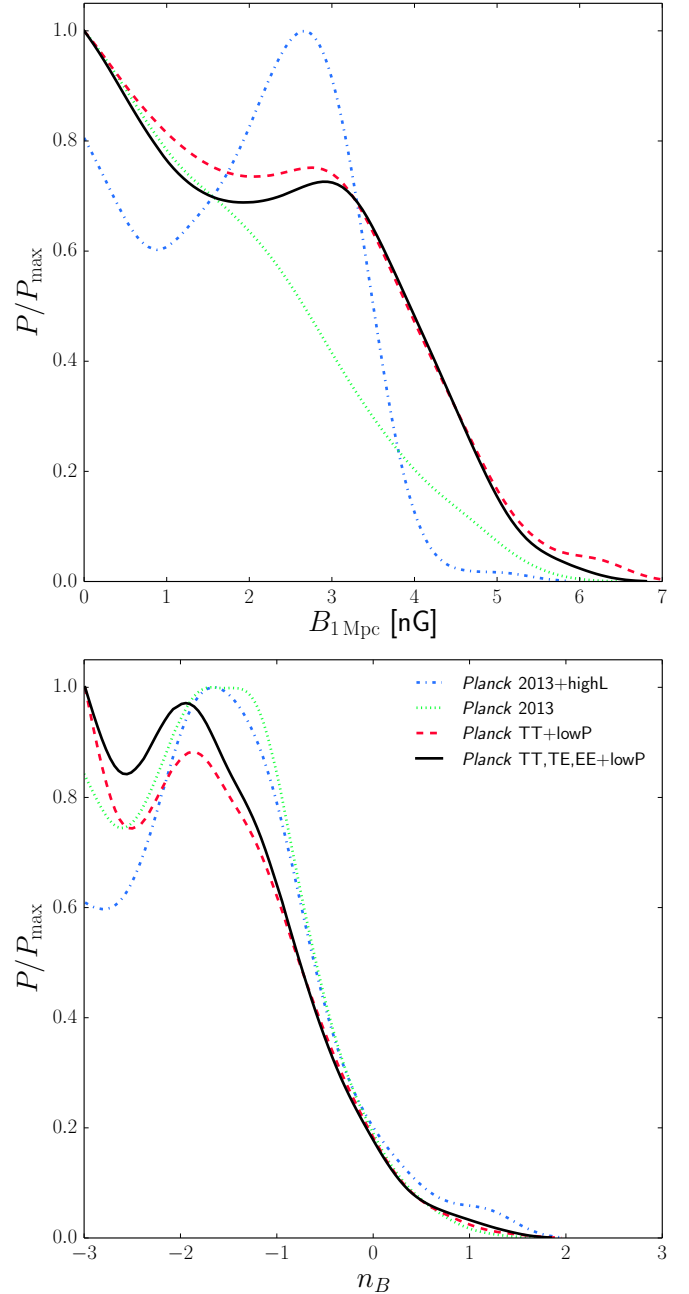 1.0
0.8
0.6
0.4
0.2
0.0
P/P_max
0 1 2 3 4 5 6 7
B_{1 Mpc} [nG]
1.0
0.8
0.6
0.4
0.2
0.0
P/P_max
Planck 2013+highL
Planck 2013
Planck TT+lowP
Planck TT,TE,EE+lowP
−3 −2 −1 0 1 2 3
n_B